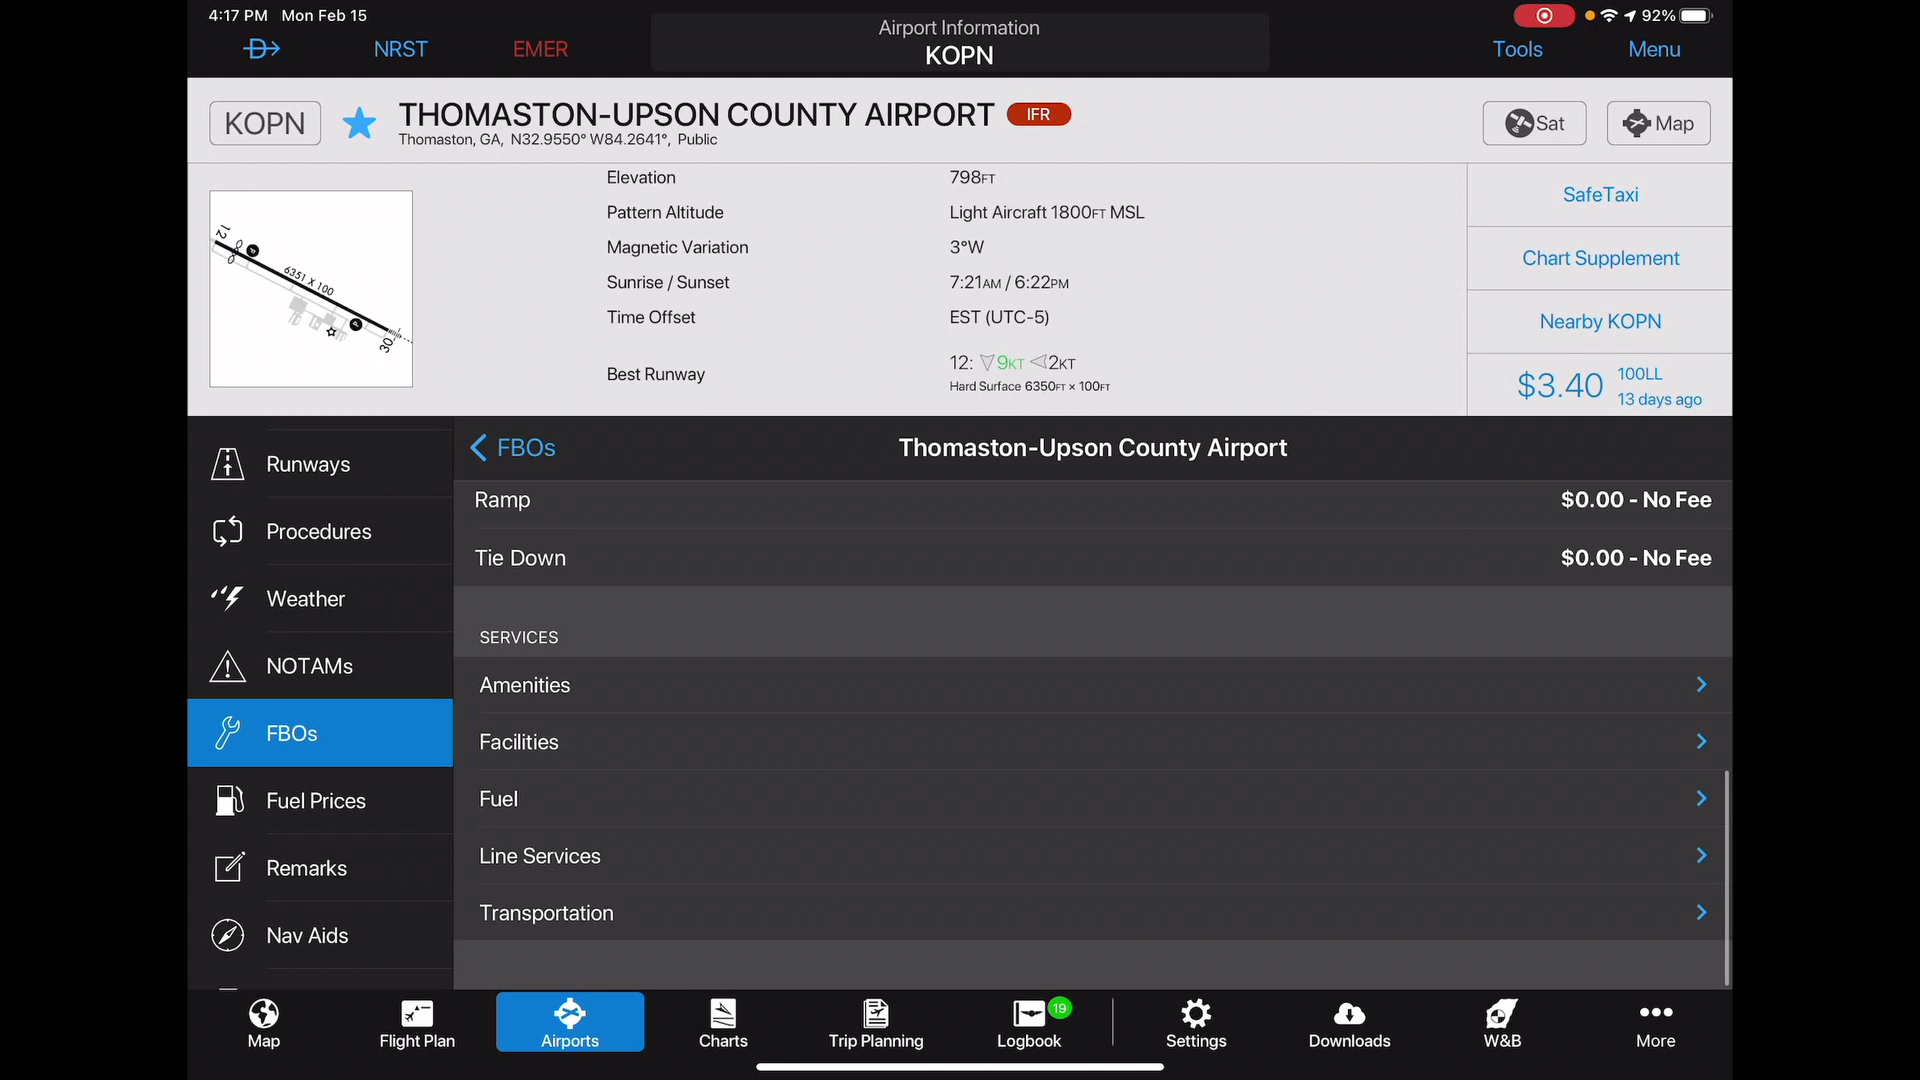 4:17 PM Mon Feb 15
92%
NRST
EMER
Airport Information
KOPN
Tools
Menu
KOPN
THOMASTON-UPSON COUNTY AIRPORT
IFR
Thomaston, GA, N32.9550° W84.2641°, Public
Sat
Map
12
P
6351 X 100
P
30
Elevation 798FT
Pattern Altitude Light Aircraft 1800FT MSL
Magnetic Variation 3°W
Sunrise / Sunset 7:21AM / 6:22PM
Time Offset EST (UTC-5)
Best Runway 12: 9KT 2KT
Hard Surface 6350FT × 100FT
SafeTaxi
Chart Supplement
Nearby KOPN
$3.40 100LL
13 days ago
Runways
Procedures
Weather
NOTAMs
FBOs
Fuel Prices
Remarks
Nav Aids
FBOs
Thomaston-Upson County Airport
Ramp $0.00 - No Fee
Tie Down $0.00 - No Fee
SERVICES
Amenities
Facilities
Fuel
Line Services
Transportation
Map
Flight Plan
Airports
Charts
Trip Planning
19
Logbook
Settings
Downloads
W&B
More